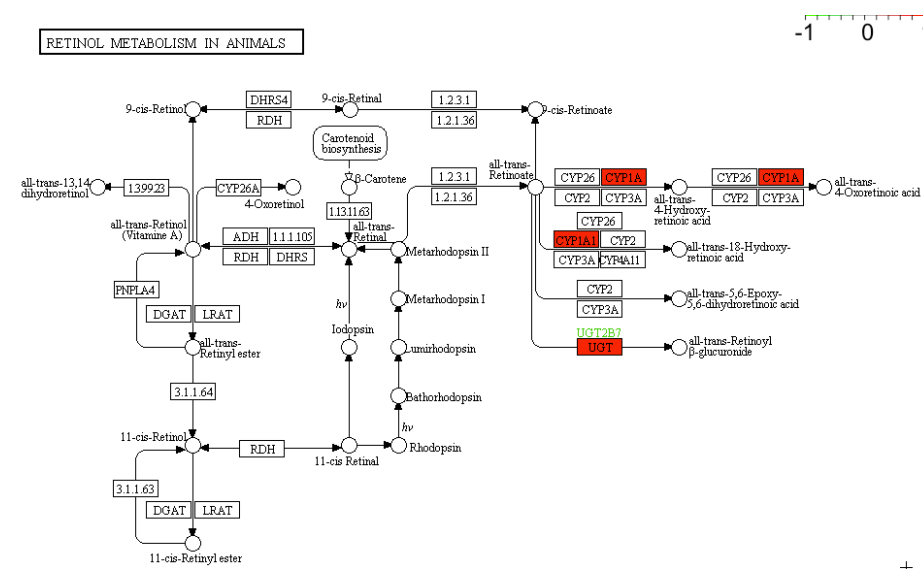 -1 0
RETINOL METABOLISM IN ANIMALS
9-cis-Retinol
DHRS4
RDH
9-cis-Retinal
1.2.3.1
1.2.1.36
9-cis-Retinoate
Carotenoid
biosynthesis
all-trans-13,14
dihydroretinol
1.3.99.23
CYP26A
4-Oxoretinol
β-Carotene
1.13.11.63
1.2.3.1
1.2.1.36
all-trans-
Retinoate
CYP26
CYP1A
CYP2
CYP3A
all-trans-
4-Hydroxy-
retinoic acid
CYP26
CYP1A
CYP2
CYP3A
all-trans-
4-Oxoretinoic acid
all-trans-Retinol
(Vitamine A)
ADH
1.1.1.105
RDH
DHRS
all-trans-
Retinal
Metarhodopsin II
CYP26
CYP1A1
CYP2
CYP3A
CYP4A11
all-trans-18-Hydroxy-
retinoic acid
PNPLA4
DGAT
LRAT
hν
Metarhodopsin I
CYP2
CYP3A
all-trans-5,6-Epoxy-
5,6-dihydroretinoic acid
all-trans-
Retinyl ester
Iodopsin
Lumirhodopsin
UGT2B7
UGT
all-trans-Retinoyl
β-glucuronide
3.1.1.64
Bathorhodopsin
hν
11-cis-Retinol
RDH
11-cis Retinal
Rhodopsin
3.1.1.63
DGAT
LRAT
11-cis-Retinyl ester